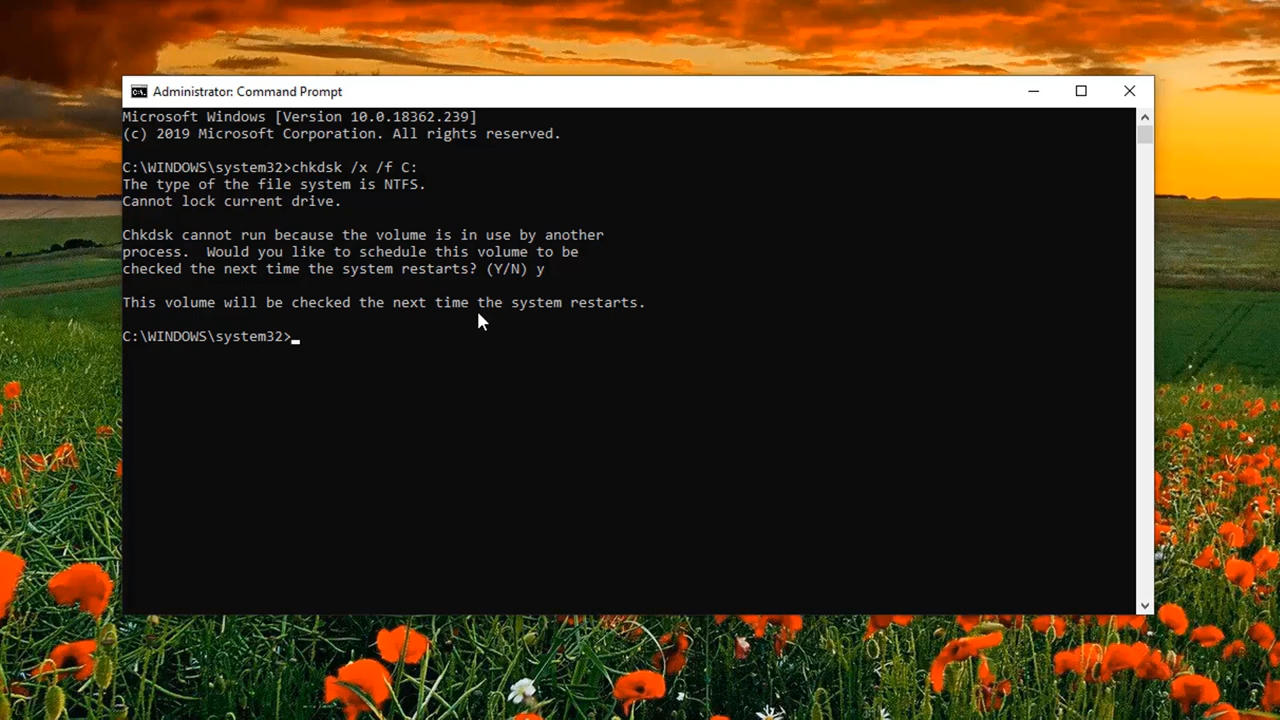 Administrator: Command Prompt
Microsoft Windows [Version 10.0.18362.239]
(c) 2019 Microsoft Corporation. All rights reserved.
C:\WINDOWS\system32>chkdsk /x /f C:
The type of the file system is NTFS.
Cannot lock current drive.
Chkdsk cannot run because the volume is in use by another
process.  Would you like to schedule this volume to be
checked the next time the system restarts? (Y/N) y
This volume will be checked the next time the system restarts.
C:\WINDOWS\system32>